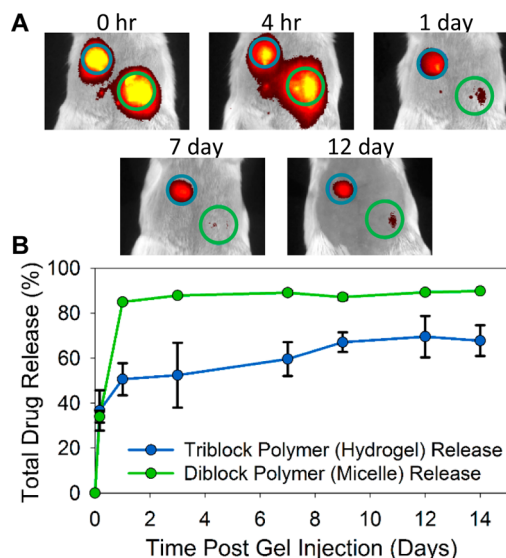 A
0 hr
4 hr
1 day
7 day
12 day
B
Total Drug Release (%)
100
80
60
40
20
0
Triblock Polymer (Hydrogel) Release
Diblock Polymer (Micelle) Release
0 2 4 6 8 10 12 14
Time Post Gel Injection (Days)